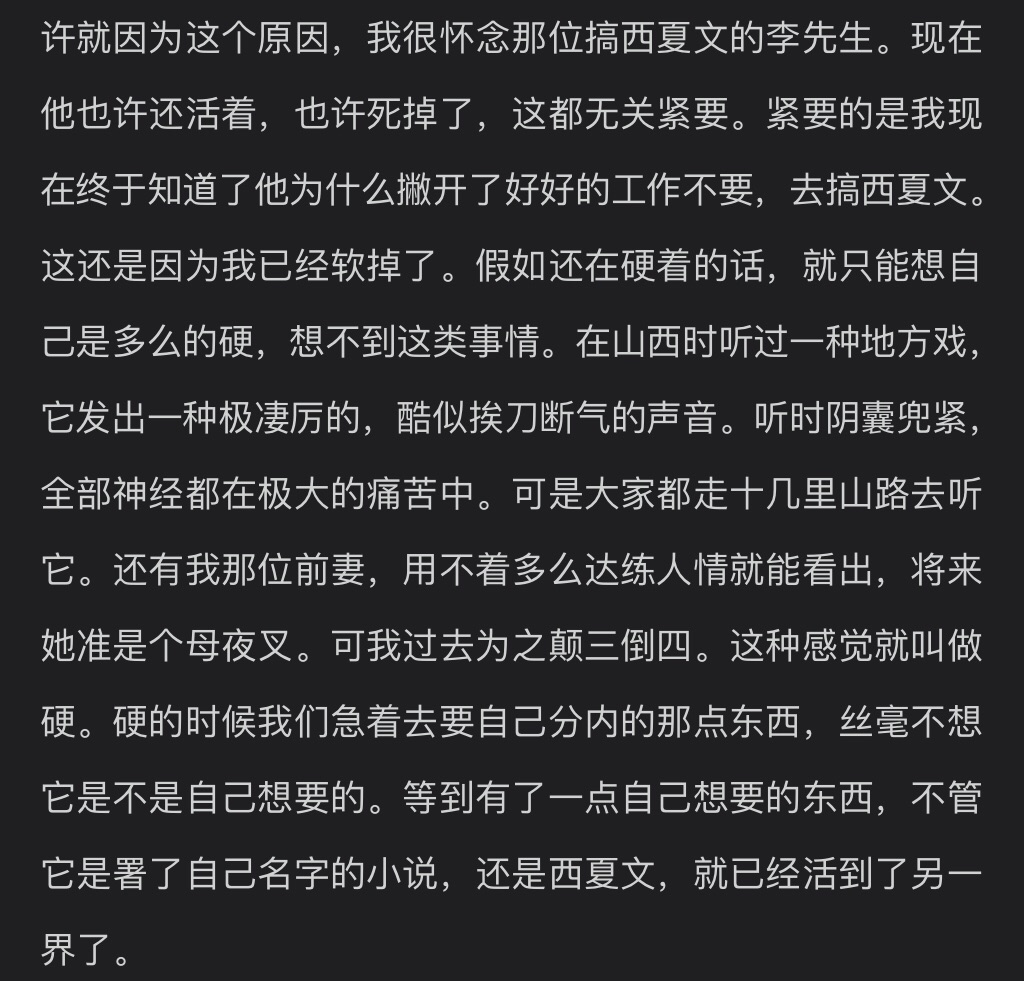 许就因为这个原因，我很怀念那位搞西夏文的李先生。现在
他也许还活着，也许死掉了，这都无关紧要。紧要的是我现
在终于知道了他为什么撇开了好好的工作不要，去搞西夏文。
这还是因为我已经软掉了。假如还在硬着的话，就只能想自
己是多么的硬，想不到这类事情。在山西时听过一种地方戏，
它发出一种极凄厉的，酷似挨刀断气的声音。听时阴囊兜紧，
全部神经都在极大的痛苦中。可是大家都走十几里山路去听
它。还有我那位前妻，用不着多么达练人情就能看出，将来
她准是个母夜叉。可我过去为之颠三倒四。这种感觉就叫做
硬。硬的时候我们急着去要自己分内的那点东西，丝毫不想
它是不是自己想要的。等到有了一点自己想要的东西，不管
它是署了自己名字的小说，还是西夏文，就已经活到了另一
界了。